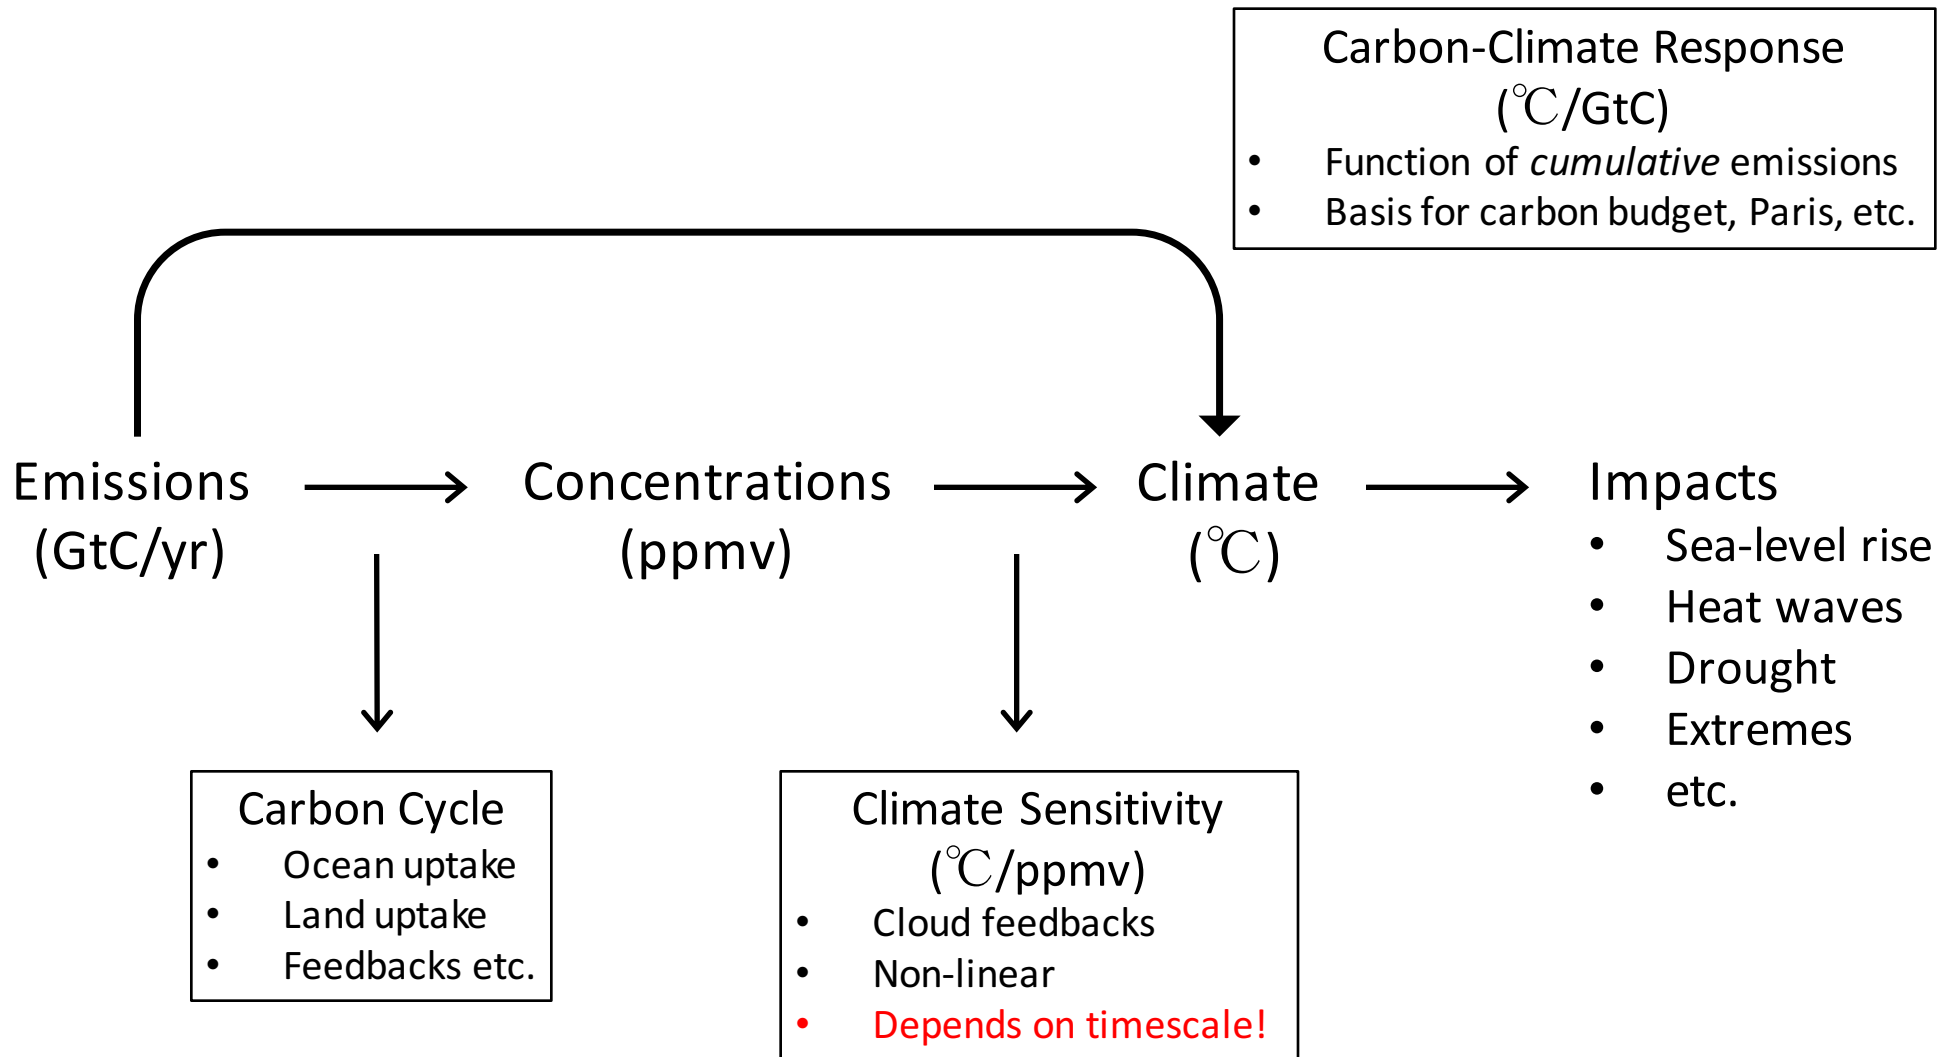 Carbon-Climate Response
(℃/GtC)
• Function of cumulative emissions
• Basis for carbon budget, Paris, etc.
Emissions
(GtC/yr)
Concentrations
(ppmv)
Climate
(℃)
Impacts
• Sea-level rise
• Heat waves
• Drought
• Extremes
• etc.
Carbon Cycle
• Ocean uptake
• Land uptake
• Feedbacks etc.
Climate Sensitivity
(℃/ppmv)
• Cloud feedbacks
• Non-linear
• Depends on timescale!